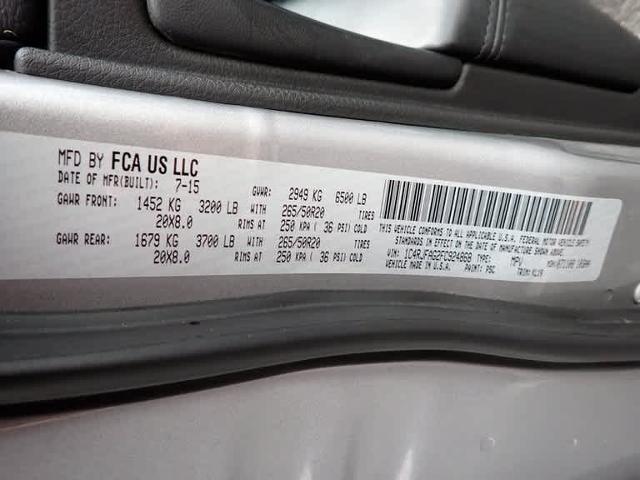 MFD BY FCA US LLC
DATE OF MFR(BUILT): 7-15 GVWR: 2949 KG 6500 LB
GAWR FRONT: 1452 KG 3200 LB WITH 265/50R20 TIRES
20X8.0 RIMS AT 250 KPA ( 36 PSI) COLD
GAWR REAR: 1679 KG 3700 LB WITH 265/50R20 TIRES
20X8.0 RIMS AT 250 KPA ( 36 PSI) COLD
THIS VEHICLE CONFORMS TO ALL APPLICABLE U.S.A. FEDERAL MOTOR VEHICLE SAFETY
STANDARDS IN EFFECT ON THE DATE OF MANUFACTURE SHOWN ABOVE.
VIN: TYPE: MPV
PAINT: PSC TRIM: